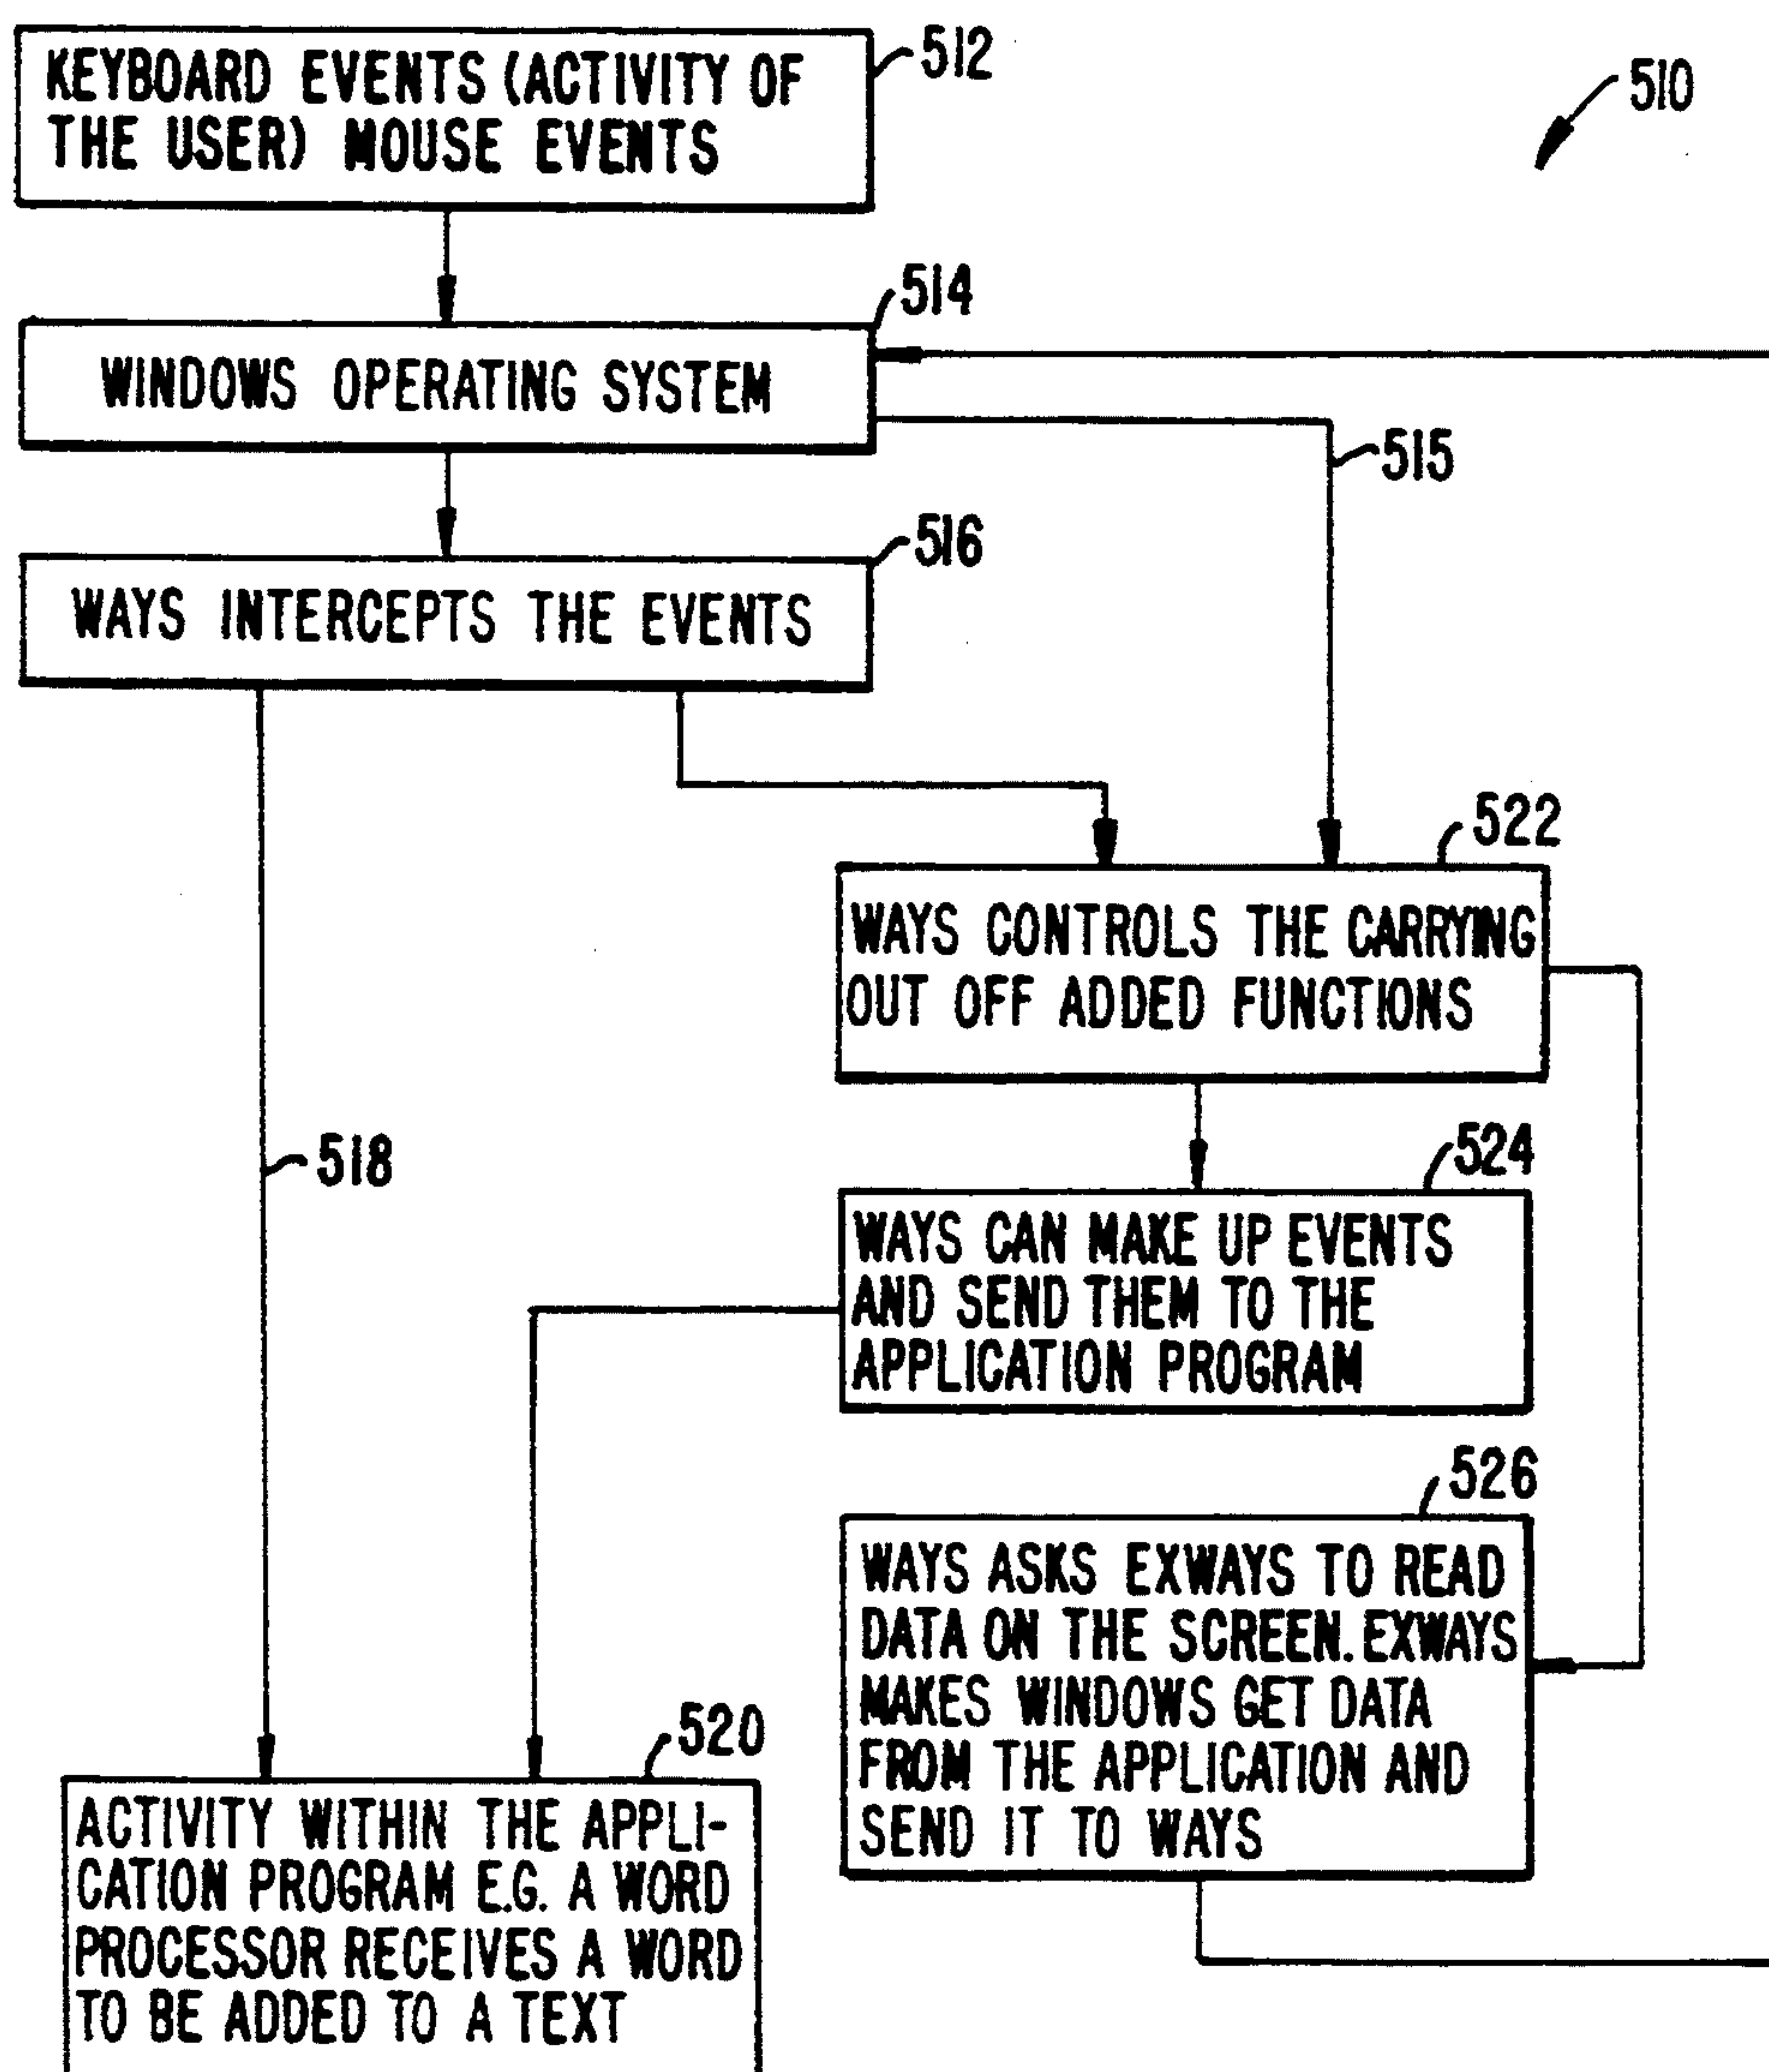 512
KEYBOARD EVENTS (ACTIVITY OF
THE USER) MOUSE EVENTS
510
514
WINDOWS OPERATING SYSTEM
515
516
WAYS INTERCEPTS THE EVENTS
522
WAYS CONTROLS THE CARRYING
OUT OFF ADDED FUNCTIONS
518
524
WAYS CAN MAKE UP EVENTS
AND SEND THEM TO THE
APPLICATION PROGRAM
526
WAYS ASKS EXWAYS TO READ
DATA ON THE SCREEN. EXWAYS
MAKES WINDOWS GET DATA
FROM THE APPLICATION AND
SEND IT TO WAYS
520
ACTIVITY WITHIN THE APPLI-
CATION PROGRAM E.G. A WORD
PROCESSOR RECEIVES A WORD
TO BE ADDED TO A TEXT